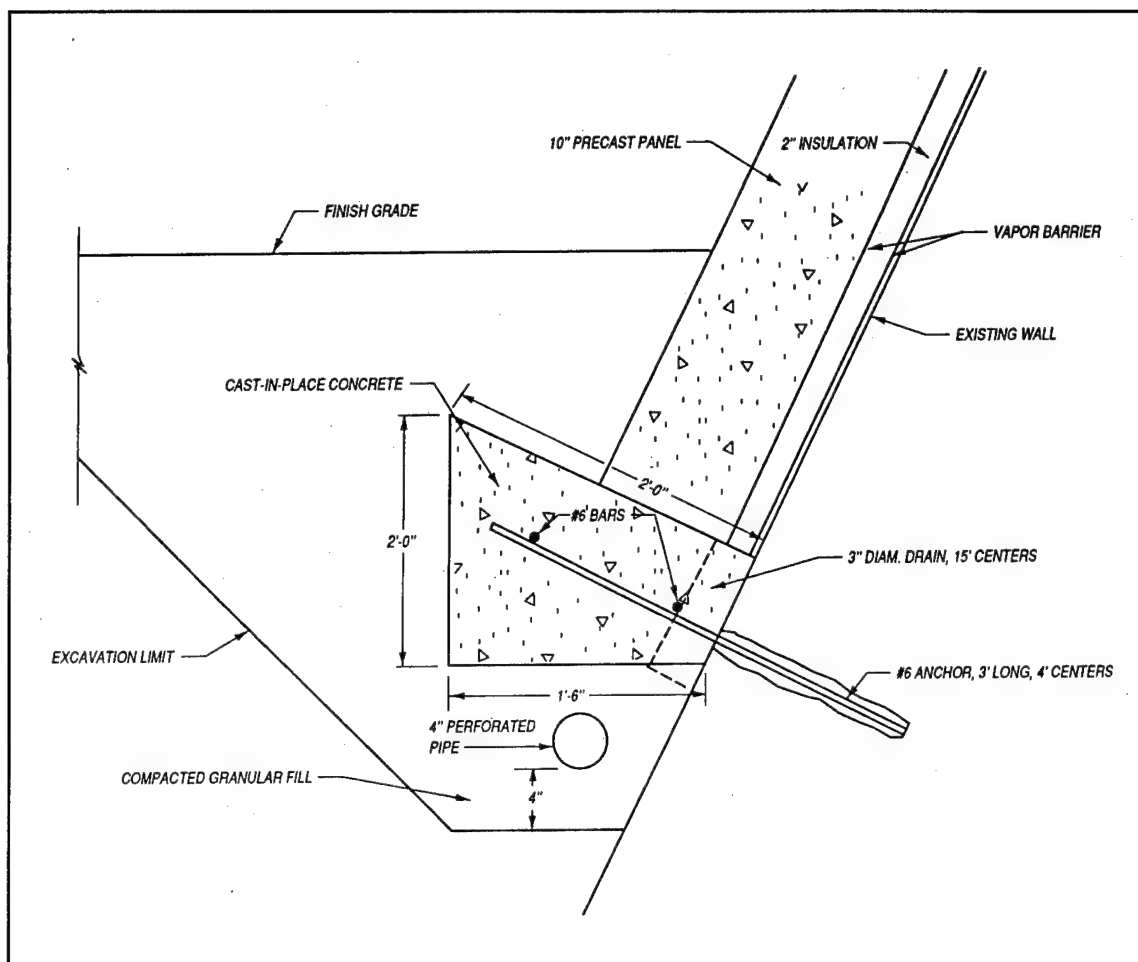 10" PRECAST PANEL
2" INSULATION
FINISH GRADE
VAPOR BARRIER
EXISTING WALL
CAST-IN-PLACE CONCRETE
2'-0"
#6 BARS
2'-0"
3" DIAM. DRAIN, 15' CENTERS
EXCAVATION LIMIT
#6 ANCHOR, 3' LONG, 4' CENTERS
1'-6"
4" PERFORATED
PIPE
COMPACTED GRANULAR FILL
4"